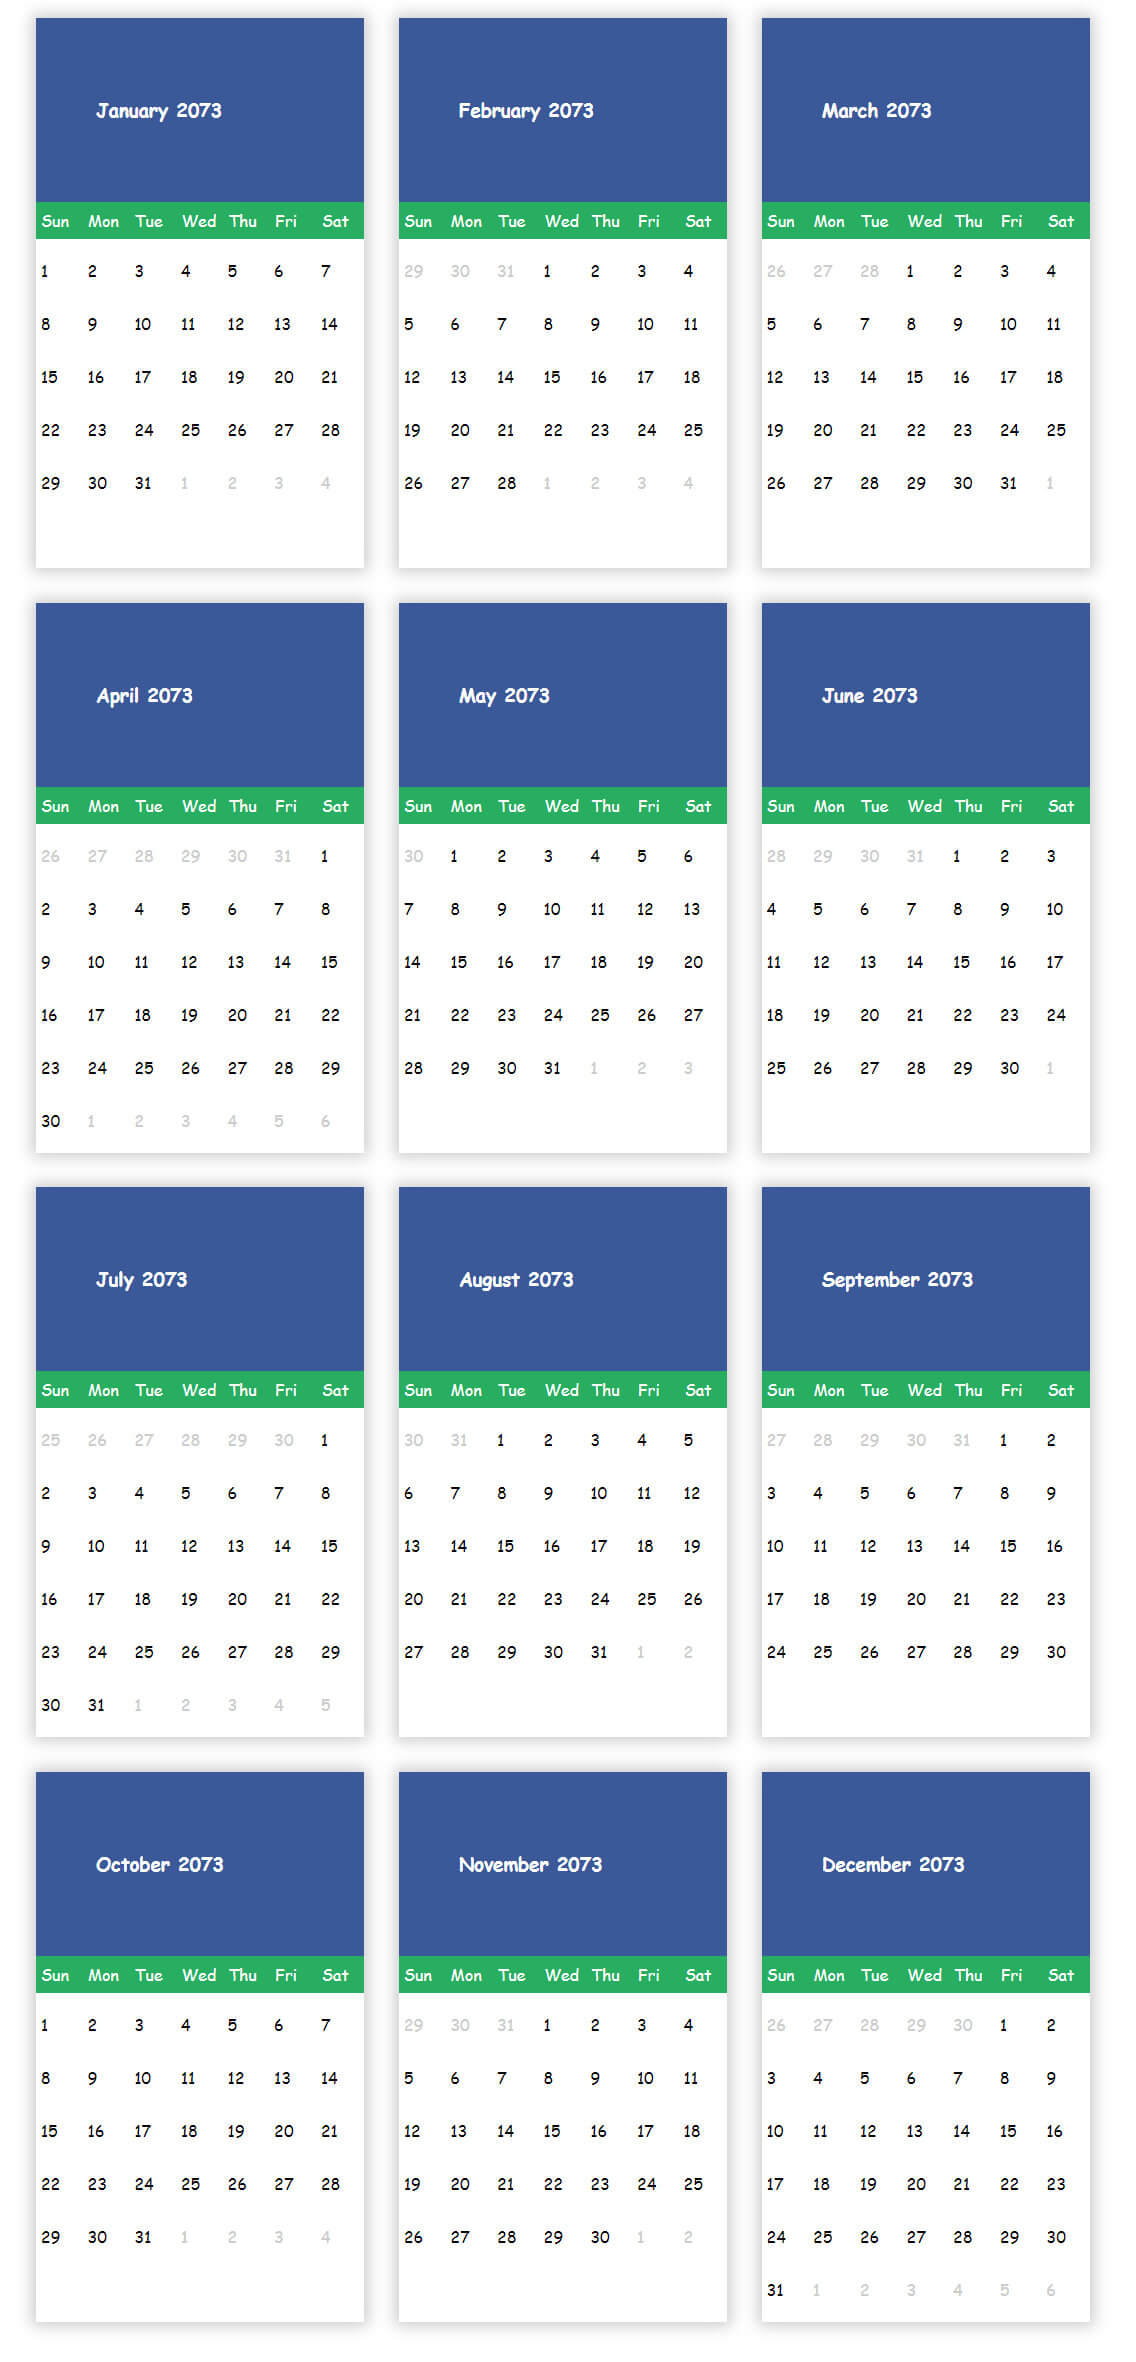 January 2073
Sun Mon Tue Wed Thu Fri Sat
1 2 3 4 5 6 7
8 9 10 11 12 13 14
15 16 17 18 19 20 21
22 23 24 25 26 27 28
29 30 31 1 2 3 4
February 2073
Sun Mon Tue Wed Thu Fri Sat
29 30 31 1 2 3 4
5 6 7 8 9 10 11
12 13 14 15 16 17 18
19 20 21 22 23 24 25
26 27 28 1 2 3 4
March 2073
Sun Mon Tue Wed Thu Fri Sat
26 27 28 1 2 3 4
5 6 7 8 9 10 11
12 13 14 15 16 17 18
19 20 21 22 23 24 25
26 27 28 29 30 31 1
April 2073
Sun Mon Tue Wed Thu Fri Sat
26 27 28 29 30 31 1
2 3 4 5 6 7 8
9 10 11 12 13 14 15
16 17 18 19 20 21 22
23 24 25 26 27 28 29
30 1 2 3 4 5 6
May 2073
Sun Mon Tue Wed Thu Fri Sat
30 1 2 3 4 5 6
7 8 9 10 11 12 13
14 15 16 17 18 19 20
21 22 23 24 25 26 27
28 29 30 31 1 2 3
June 2073
Sun Mon Tue Wed Thu Fri Sat
28 29 30 31 1 2 3
4 5 6 7 8 9 10
11 12 13 14 15 16 17
18 19 20 21 22 23 24
25 26 27 28 29 30 1
July 2073
Sun Mon Tue Wed Thu Fri Sat
25 26 27 28 29 30 1
2 3 4 5 6 7 8
9 10 11 12 13 14 15
16 17 18 19 20 21 22
23 24 25 26 27 28 29
30 31 1 2 3 4 5
August 2073
Sun Mon Tue Wed Thu Fri Sat
30 31 1 2 3 4 5
6 7 8 9 10 11 12
13 14 15 16 17 18 19
20 21 22 23 24 25 26
27 28 29 30 31 1 2
September 2073
Sun Mon Tue Wed Thu Fri Sat
27 28 29 30 31 1 2
3 4 5 6 7 8 9
10 11 12 13 14 15 16
17 18 19 20 21 22 23
24 25 26 27 28 29 30
October 2073
Sun Mon Tue Wed Thu Fri Sat
1 2 3 4 5 6 7
8 9 10 11 12 13 14
15 16 17 18 19 20 21
22 23 24 25 26 27 28
29 30 31 1 2 3 4
November 2073
Sun Mon Tue Wed Thu Fri Sat
29 30 31 1 2 3 4
5 6 7 8 9 10 11
12 13 14 15 16 17 18
19 20 21 22 23 24 25
26 27 28 29 30 1 2
December 2073
Sun Mon Tue Wed Thu Fri Sat
26 27 28 29 30 1 2
3 4 5 6 7 8 9
10 11 12 13 14 15 16
17 18 19 20 21 22 23
24 25 26 27 28 29 30
31 1 2 3 4 5 6